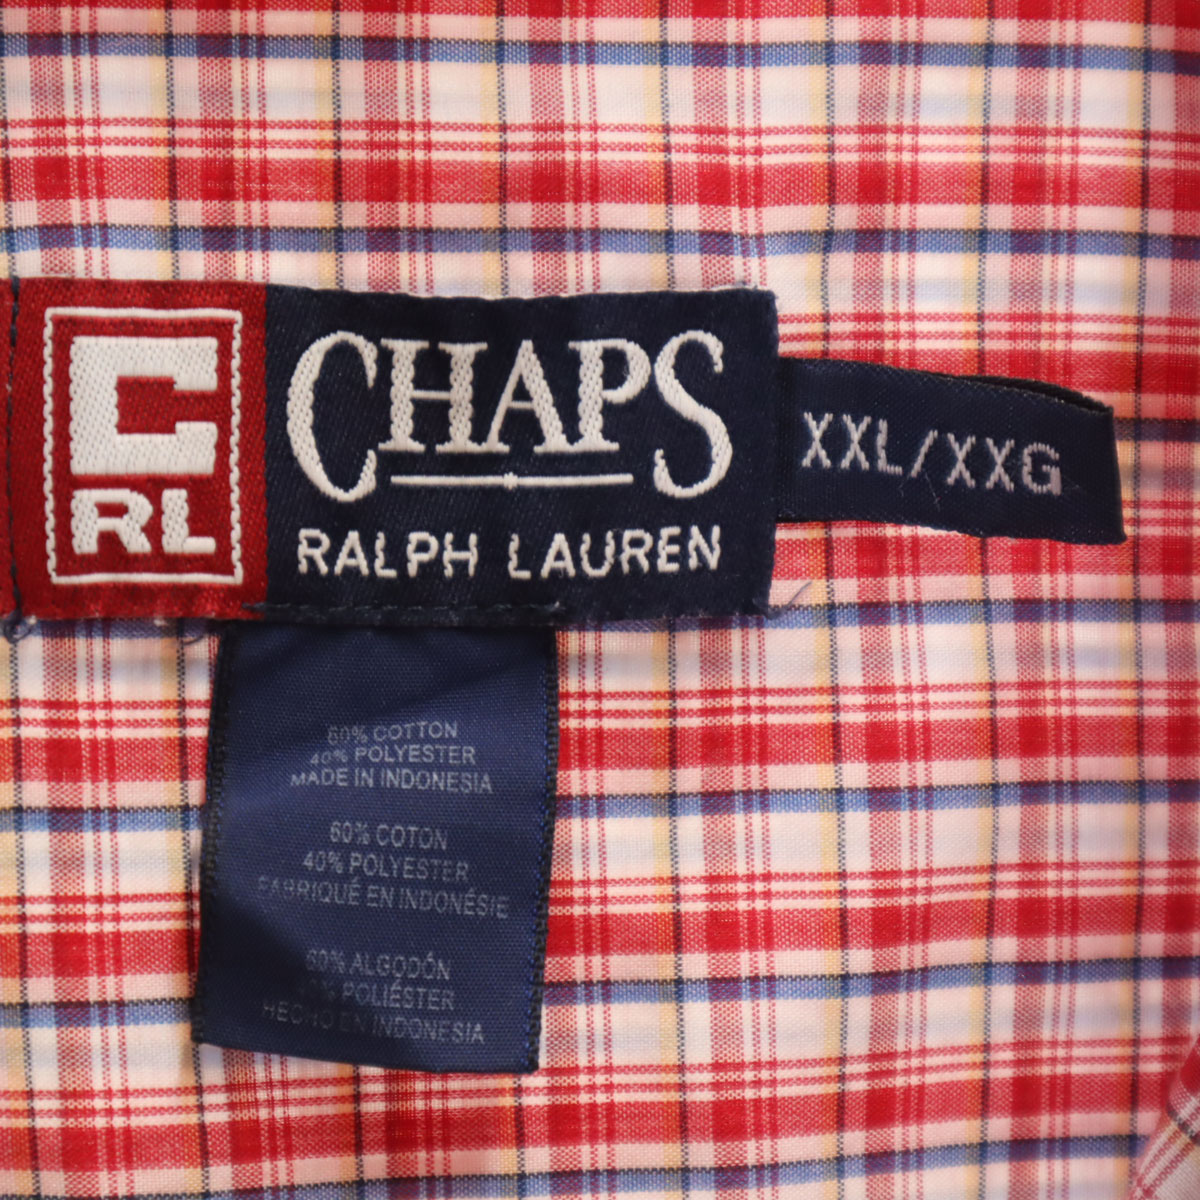 C
RL
CHAPS
RALPH LAUREN
XXL/XXG
60% COTTON
40% POLYESTER
MADE IN INDONESIA
60% COTON
40% POLYESTER
FABRIQUÉ EN INDONÉSIE
60% ALGODÓN
40% POLIÉSTER
HECHO EN INDONESIA